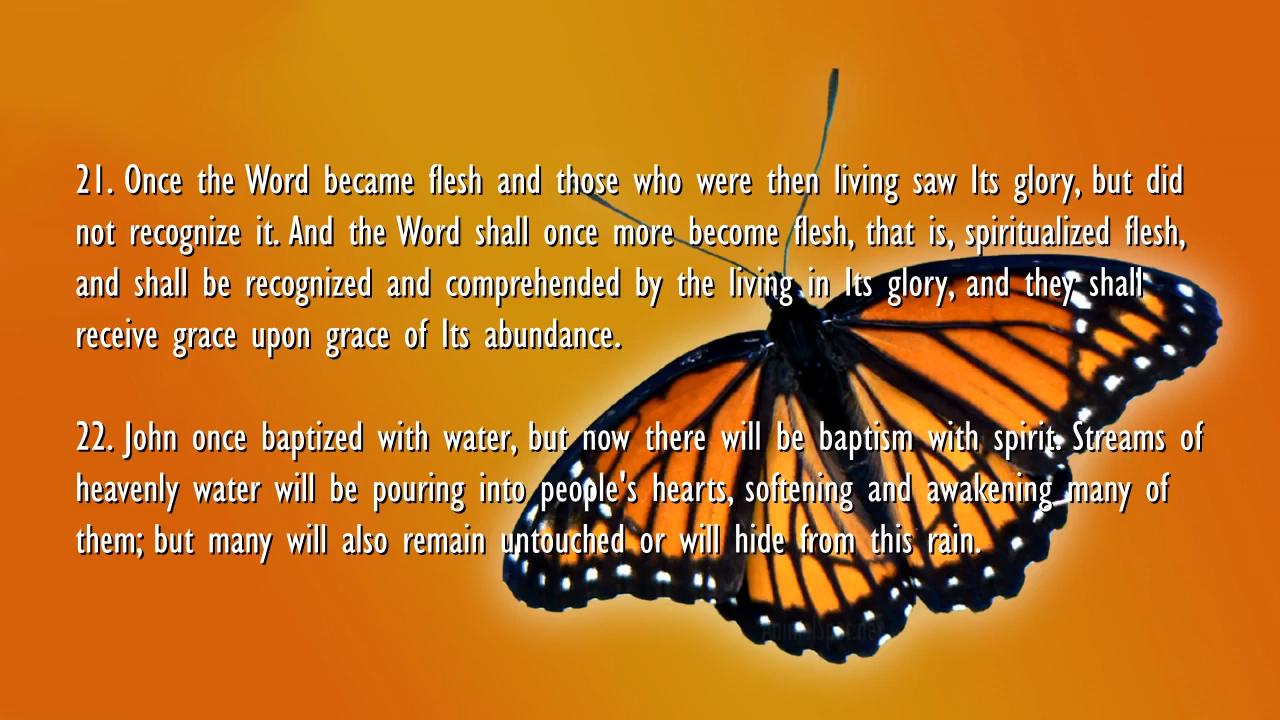 21. Once the Word became flesh and those who were then living saw Its glory, but did
not recognize it. And the Word shall once more become flesh, that is, spiritualized flesh,
and shall be recognized and comprehended by the living in Its glory, and they shall
receive grace upon grace of Its abundance.
22. John once baptized with water, but now there will be baptism with spirit. Streams of
heavenly water will be pouring into people's hearts, softening and awakening many of
them; but many will also remain untouched or will hide from this rain.